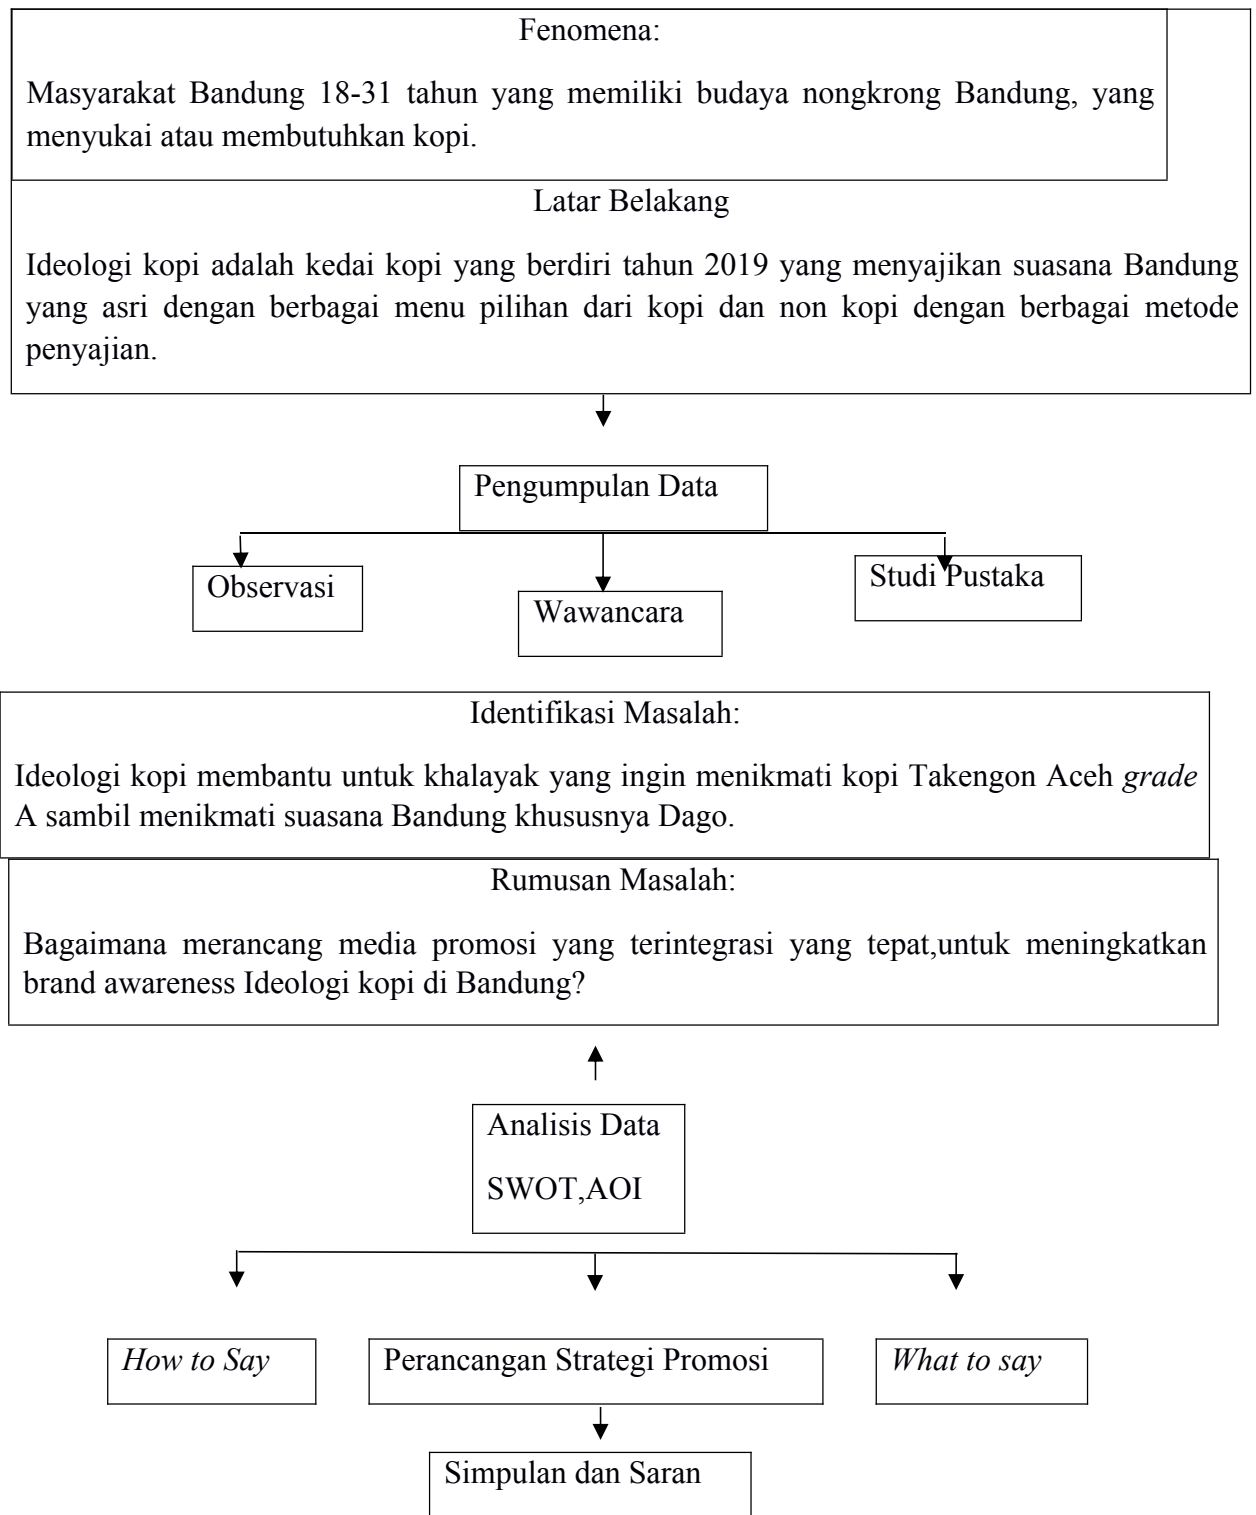 Fenomena:
Masyarakat Bandung 18-31 tahun yang memiliki budaya nongkrong Bandung, yang
menyukai atau membutuhkan kopi.
Latar Belakang
Ideologi kopi adalah kedai kopi yang berdiri tahun 2019 yang menyajikan suasana Bandung
yang asri dengan berbagai menu pilihan dari kopi dan non kopi dengan berbagai metode
penyajian.
Pengumpulan Data
Observasi
Wawancara
Studi Pustaka
Identifikasi Masalah:
Ideologi kopi membantu untuk khalayak yang ingin menikmati kopi Takengon Aceh grade
A sambil menikmati suasana Bandung khususnya Dago.
Rumusan Masalah:
Bagaimana merancang media promosi yang terintegrasi yang tepat,untuk meningkatkan
brand awareness Ideologi kopi di Bandung?
Analisis Data
SWOT,AOI
How to Say
Perancangan Strategi Promosi
What to say
Simpulan dan Saran